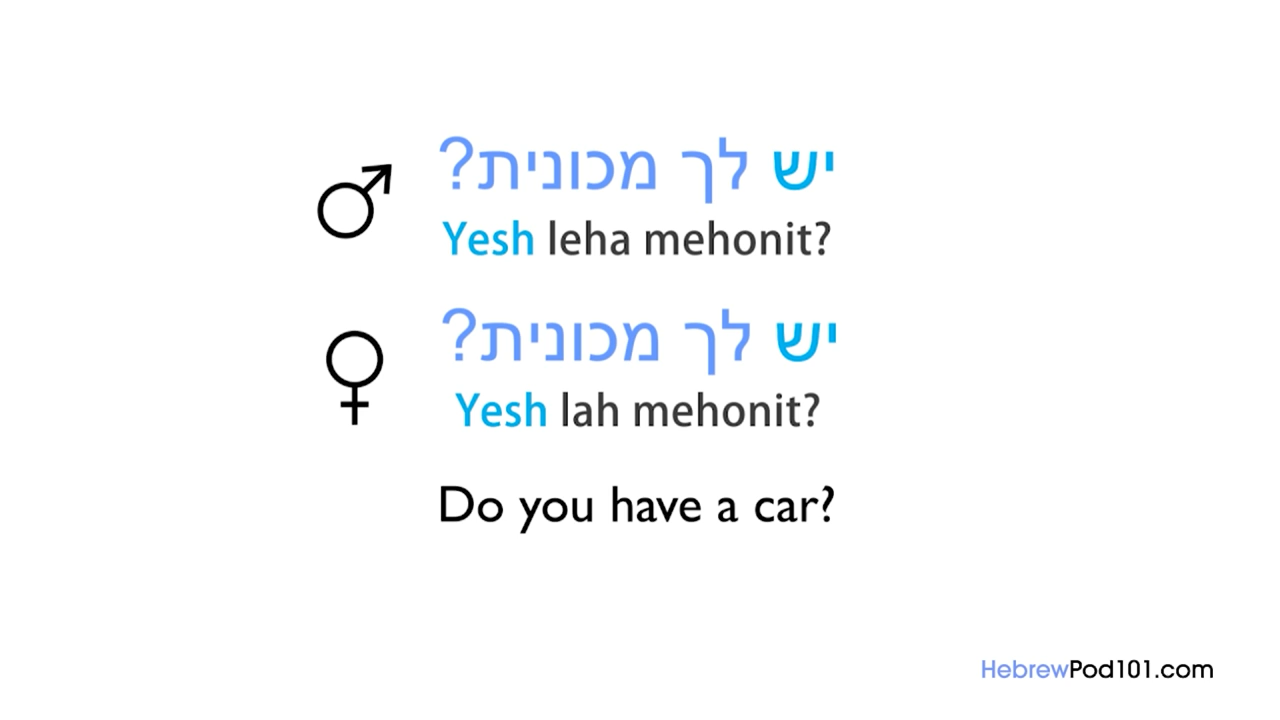 יש לך מכונית?
Yesh leha mehonit?
יש לך מכונית?
Yesh lah mehonit?
Do you have a car?
HebrewPod101.com